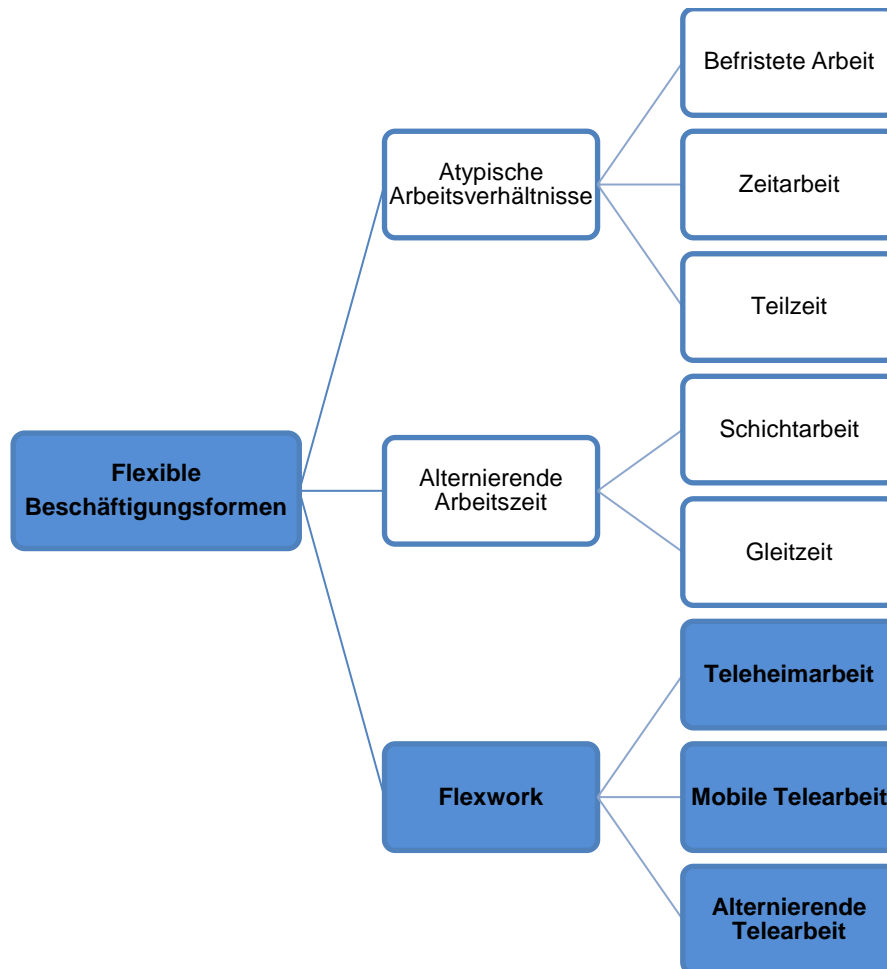 Flexible
Beschäftigungsformen
Atypische
Arbeitsverhältnisse
Befristete Arbeit
Zeitarbeit
Teilzeit
Alternierende
Arbeitszeit
Schichtarbeit
Gleitzeit
Flexwork
Teleheimarbeit
Mobile Telearbeit
Alternierende
Telearbeit